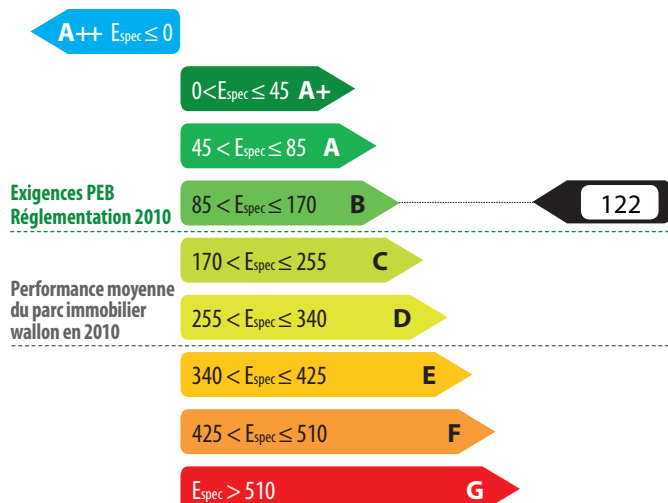 A++ Espec ≤ 0
0<Espec ≤ 45 A+
45 < Espec ≤ 85 A
Exigences PEB
Réglementation 2010
85 < Espec ≤ 170 B
122
170 < Espec ≤ 255 C
Performance moyenne
du parc immobilier
wallon en 2010
255 < Espec ≤ 340 D
340 < Espec ≤ 425 E
425 < Espec ≤ 510 F
Espec > 510 G